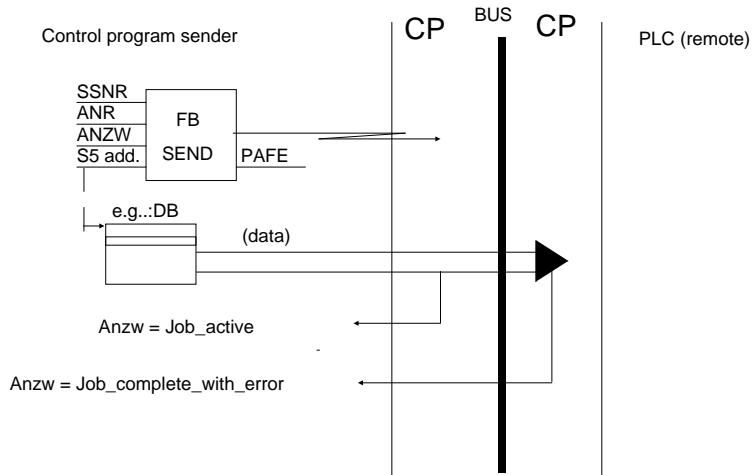 Control program sender
CP
BUS
CP
PLC (remote)
SSNR
ANR
ANZW
S5 add.
FB
SEND
PAFE
e.g..:DB
(data)
Anzw = Job_active
-
Anzw = Job_complete_with_error